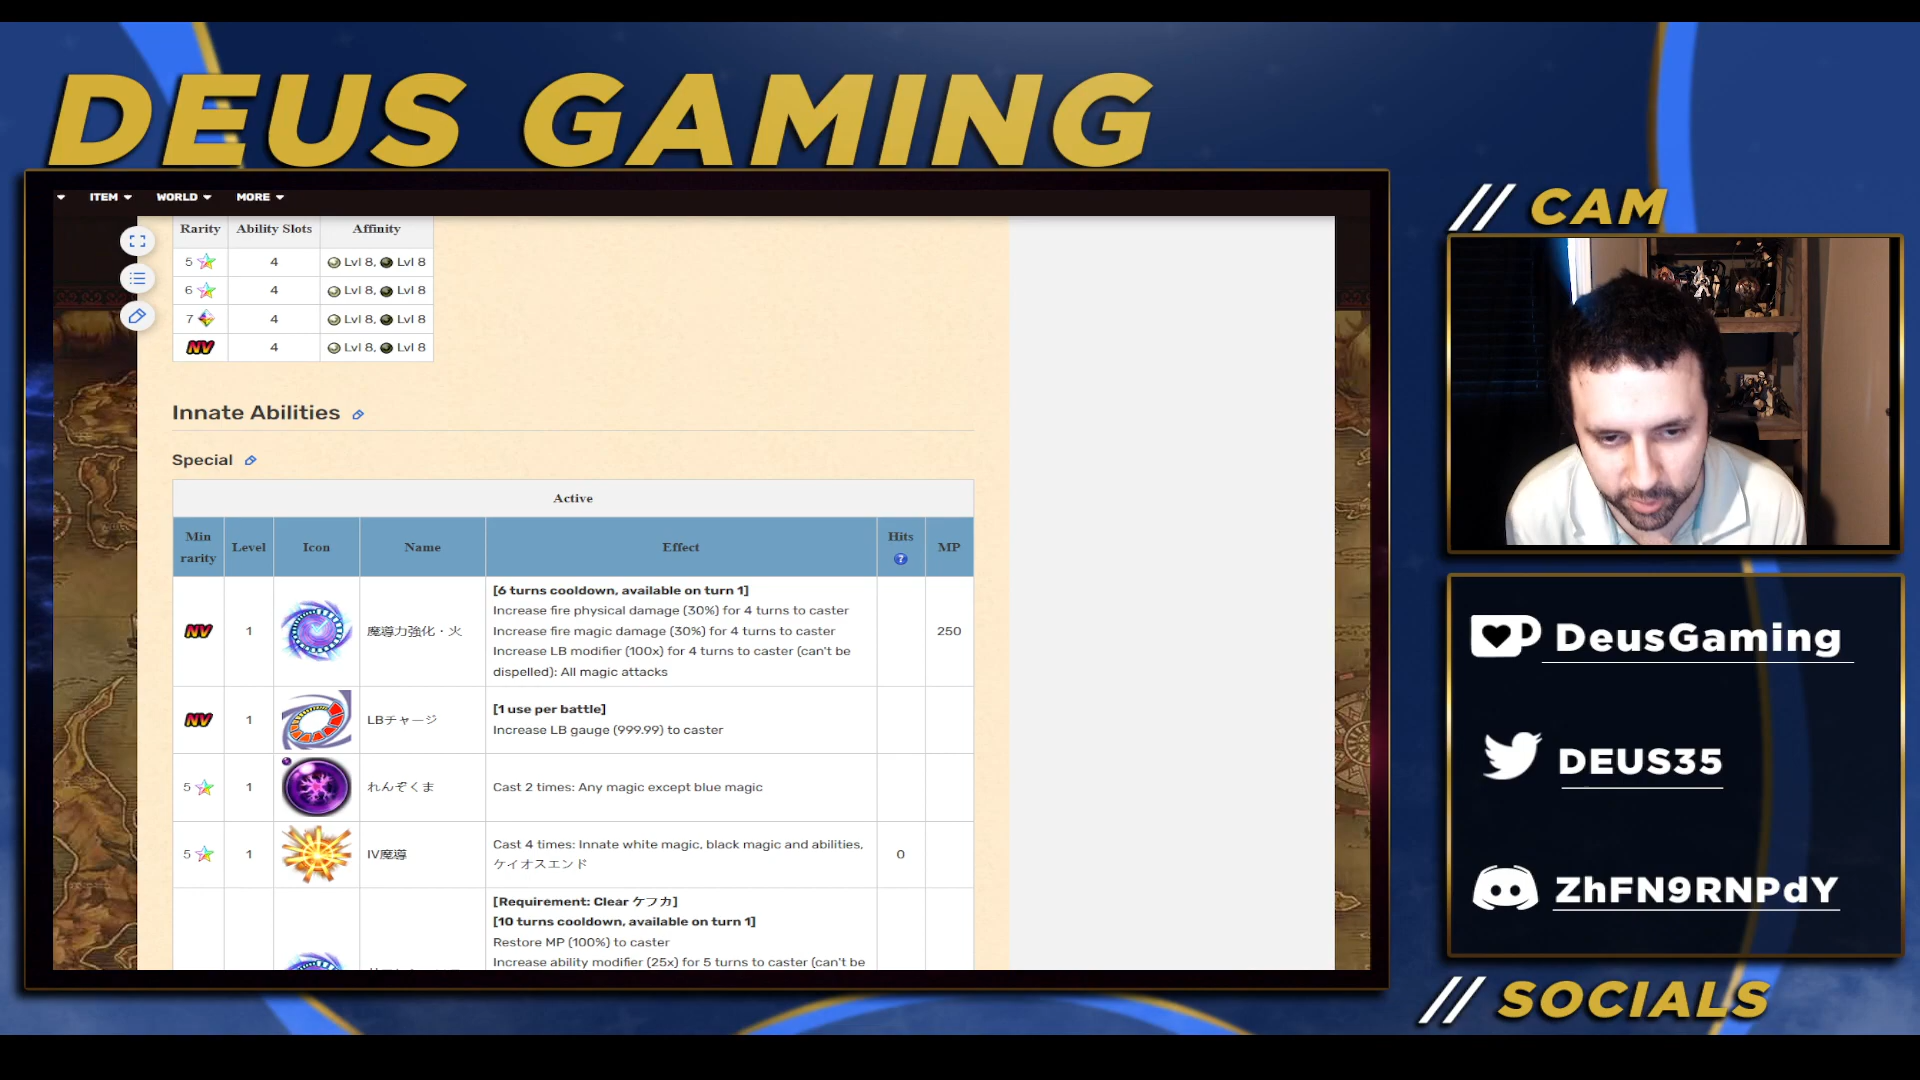 DEUS GAMING
ITEM WORLD MORE
Rarity Ability Slots Affinity
5 4 Lvl 8, Lvl 8
6 4 Lvl 8, Lvl 8
7 4 Lvl 8, Lvl 8
NV 4 Lvl 8, Lvl 8
Innate Abilities
Special
Active
Min rarity Level Icon Name Effect Hits ? MP
[6 turns cooldown, available on turn 1]
Increase fire physical damage (30%) for 4 turns to caster
NV 1 魔導力強化・火 Increase fire magic damage (30%) for 4 turns to caster 250
Increase LB modifier (100x) for 4 turns to caster (can't be
dispelled): All magic attacks
[1 use per battle]
NV 1 LBチャージ
Increase LB gauge (999.99) to caster
5 1 れんぞくま Cast 2 times: Any magic except blue magic
Cast 4 times: Innate white magic, black magic and abilities,
5 1 IV魔導 0
ケイオスエンド
[Requirement: Clear ケフカ]
[10 turns cooldown, available on turn 1]
Restore MP (100%) to caster
Increase ability modifier (25x) for 5 turns to caster (can't be
// CAM
DeusGaming
DEUS35
ZhFN9RNPdY
// SOCIALS